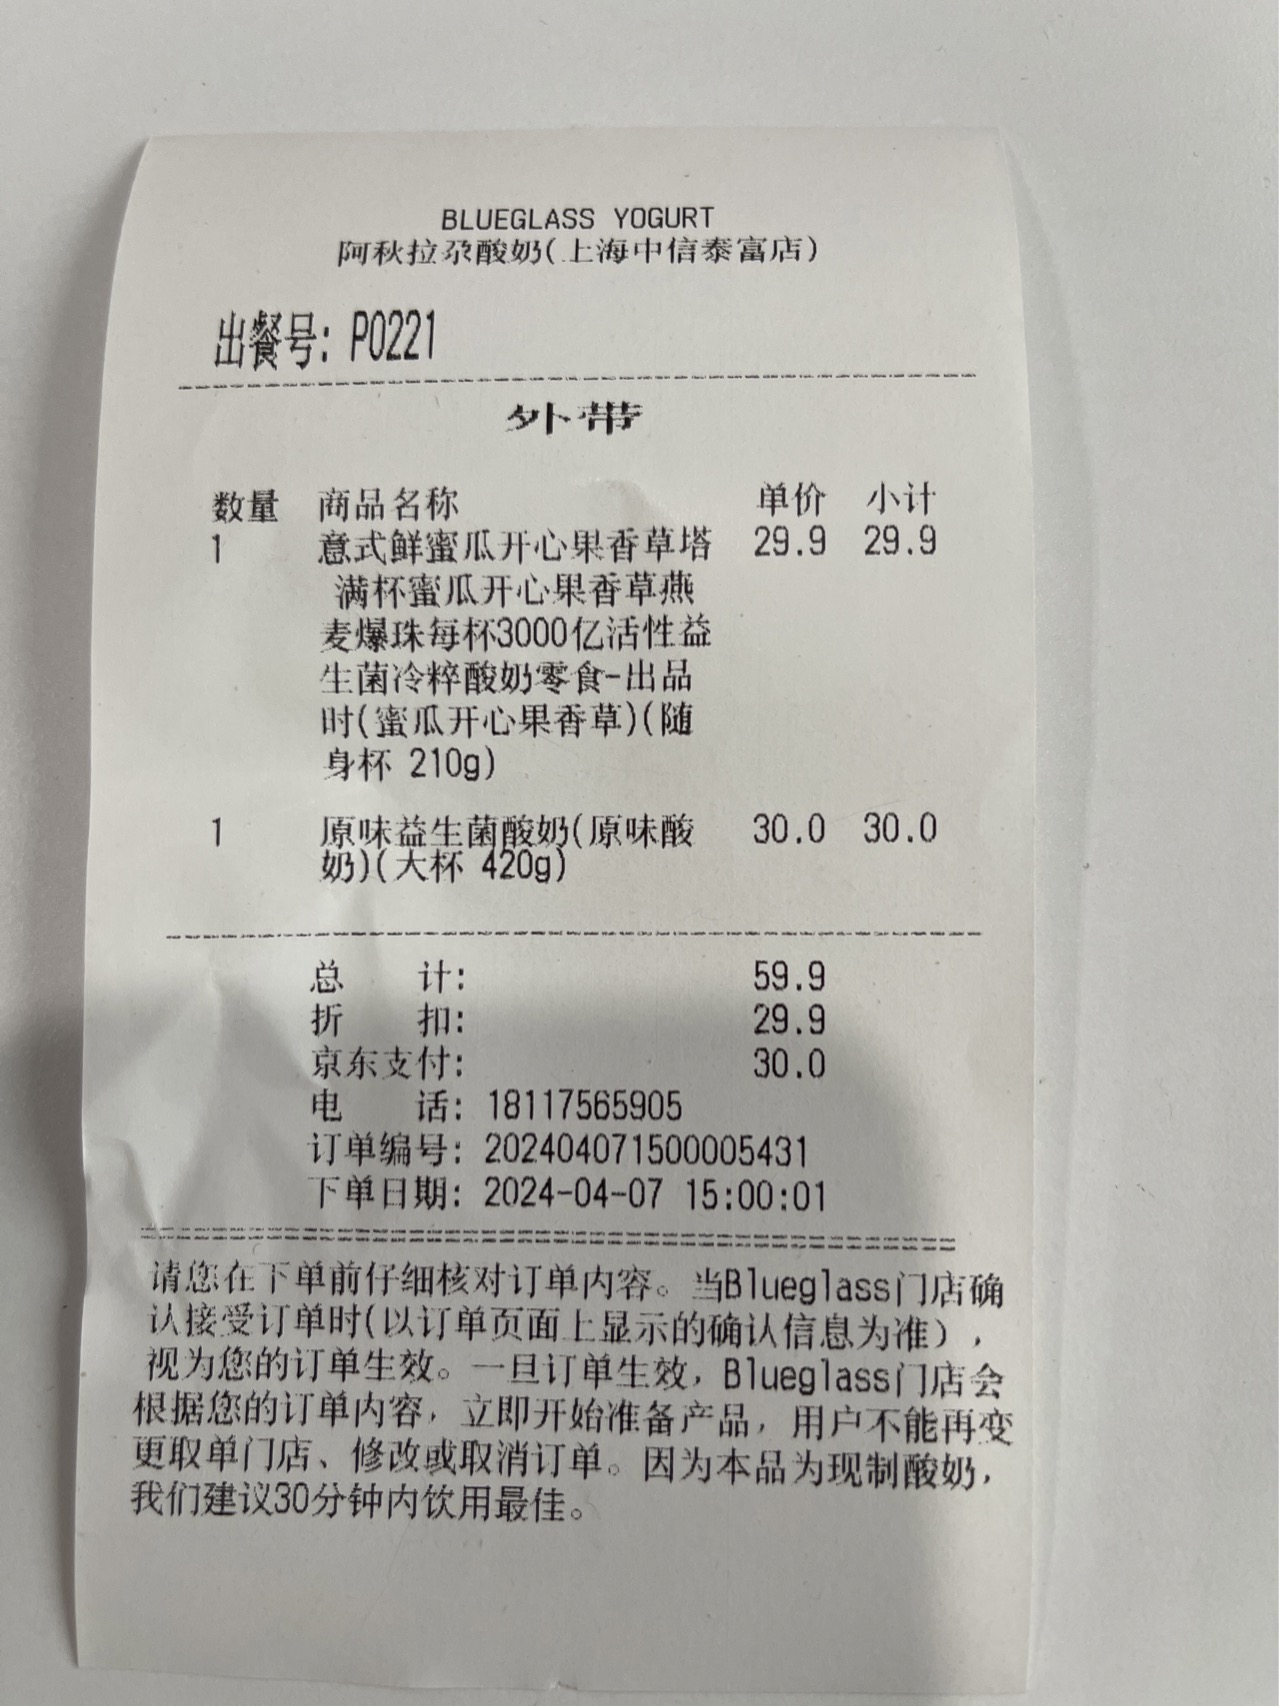 BLUEGLASS YOGURT
阿秋拉尕酸奶(上海中信泰富店)
出餐号: P0221
外带
数量 商品名称 单价 小计
1 意式鲜蜜瓜开心果香草塔 29.9 29.9
满杯蜜瓜开心果香草燕
麦爆珠每杯3000亿活性益
生菌冷粹酸奶零食-出品
时(蜜瓜开心果香草)(随
身杯 210g)
1 原味益生菌酸奶(原味酸 30.0 30.0
奶)(大杯 420g)
总 计: 59.9
折 扣: 29.9
京东支付: 30.0
电 话: 18117565905
订单编号: 202404071500005431
下单日期: 2024-04-07 15:00:01
请您在下单前仔细核对订单内容。当Blueglass门店确
认接受订单时(以订单页面上显示的确认信息为准),
视为您的订单生效。一旦订单生效,Blueglass门店会
根据您的订单内容,立即开始准备产品,用户不能再变
更取单门店、修改或取消订单。因为本品为现制酸奶,
我们建议30分钟内饮用最佳。